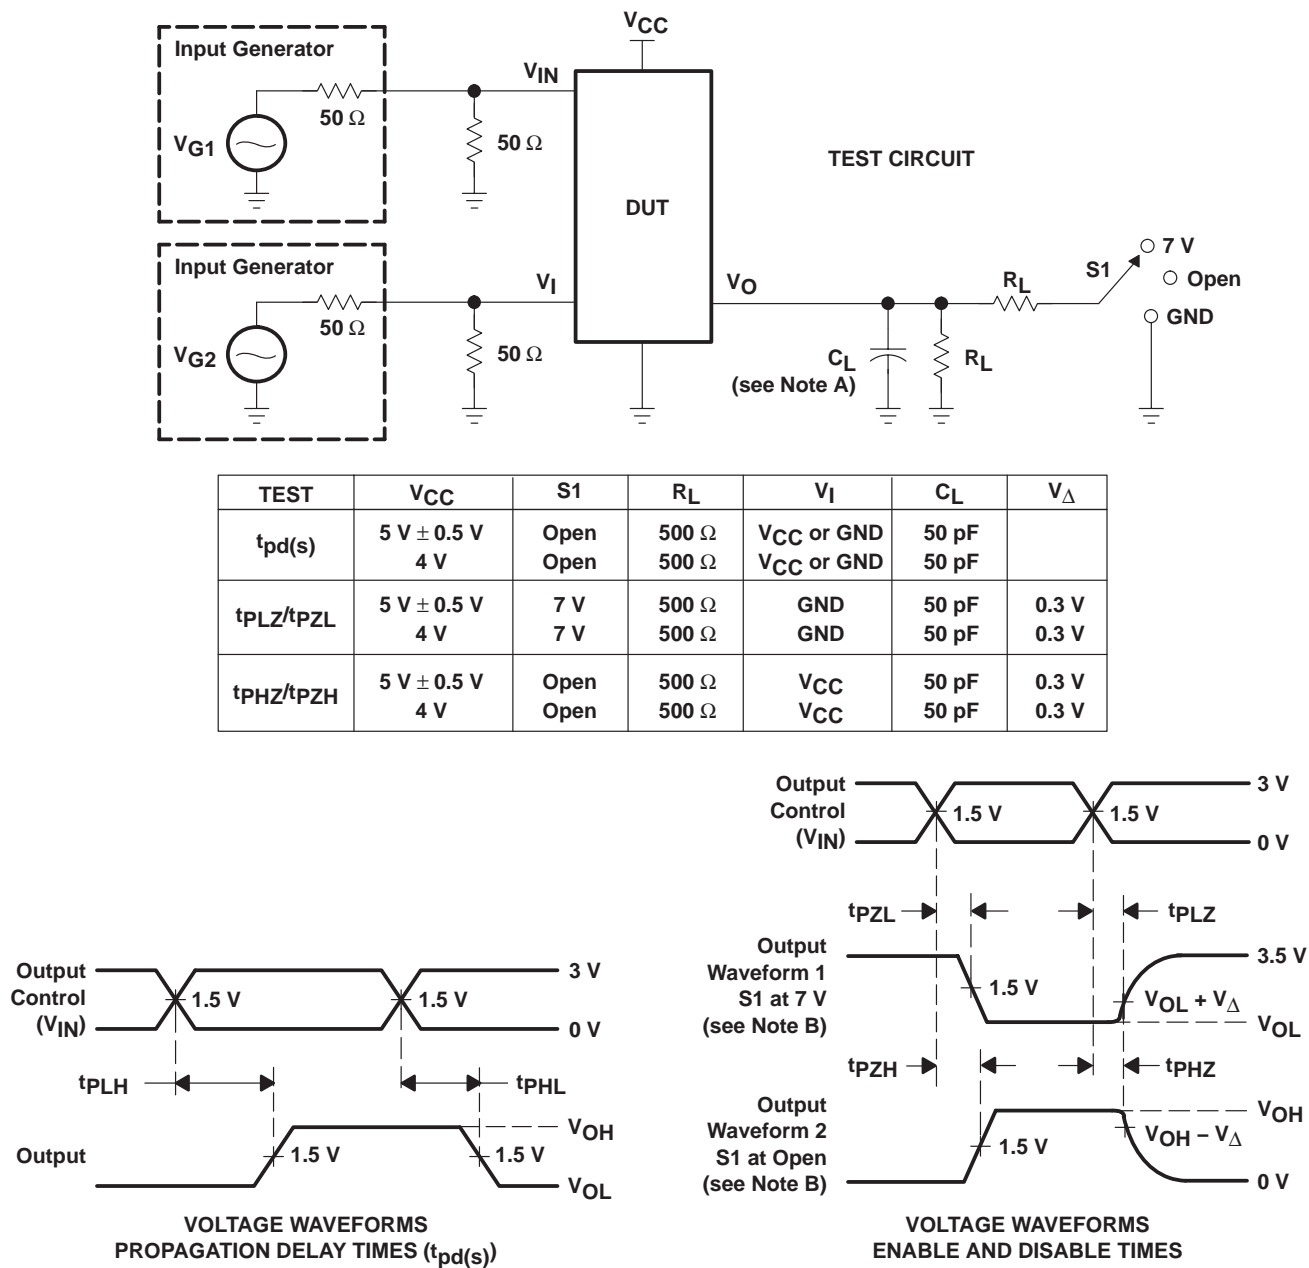 VCC
Input Generator
VIN
50 Ω
VG1
50 Ω
TEST CIRCUIT
DUT
Input Generator
VI
VO
50 Ω
VG2
50 Ω
CL
(see Note A)
RL
RL
S1
7 V
Open
GND
TEST VCC S1 RL VI CL VΔ
tpd(s) 5 V ± 0.5 V Open 500 Ω VCC or GND 50 pF
4 V Open 500 Ω VCC or GND 50 pF
tPLZ/tPZL 5 V ± 0.5 V 7 V 500 Ω GND 50 pF 0.3 V
4 V 7 V 500 Ω GND 50 pF 0.3 V
tPHZ/tPZH 5 V ± 0.5 V Open 500 Ω VCC 50 pF 0.3 V
4 V Open 500 Ω VCC 50 pF 0.3 V
Output
Control
(VIN)
1.5 V
1.5 V
3 V
0 V
tPLH
tPHL
Output
1.5 V
1.5 V
VOH
VOL
VOLTAGE WAVEFORMS
PROPAGATION DELAY TIMES (tpd(s))
Output
Control
(VIN)
1.5 V
1.5 V
3 V
0 V
tPZL
tPLZ
Output
Waveform 1
S1 at 7 V
(see Note B)
1.5 V
3.5 V
VOL + VΔ
VOL
tPZH
tPHZ
Output
Waveform 2
S1 at Open
(see Note B)
1.5 V
VOH
VOH − VΔ
0 V
VOLTAGE WAVEFORMS
ENABLE AND DISABLE TIMES